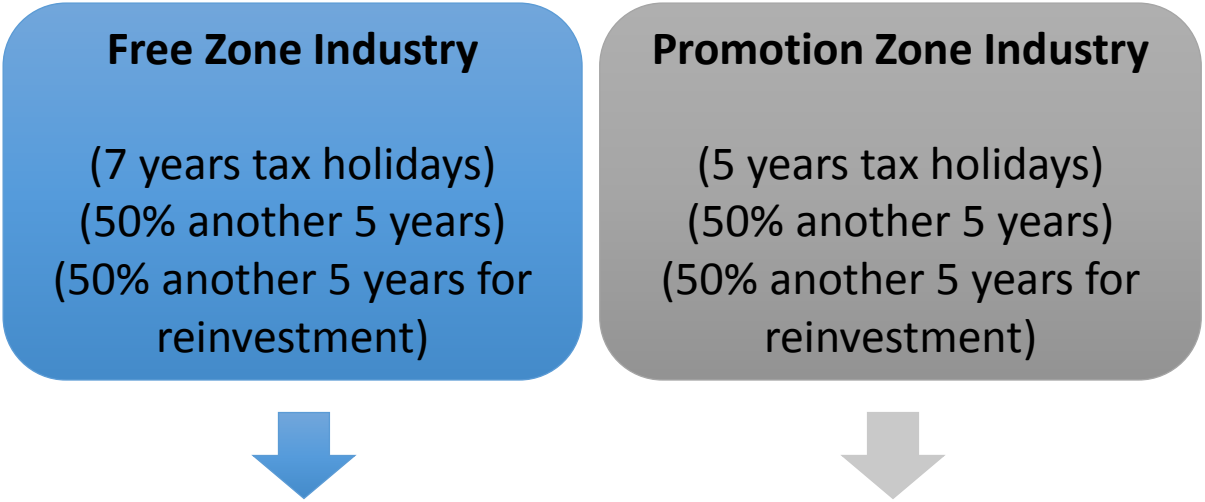 Free Zone Industry
(7 years tax holidays)
(50% another 5 years)
(50% another 5 years for
reinvestment)
Promotion Zone Industry
(5 years tax holidays)
(50% another 5 years)
(50% another 5 years for
reinvestment)